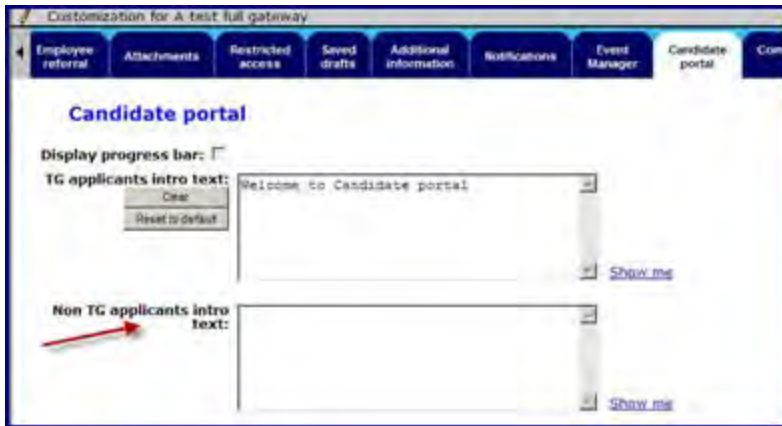 Customization for A test full gateway
Employee referral Attachments Restricted access Saved drafts Additional information Notifications Event Manager Candidate portal
Candidate portal
Display progress bar:
TG applicants intro text: Welcome to Candidate portal
Clear
Reset to default
Show me
Non TG applicants intro
text:
Show me